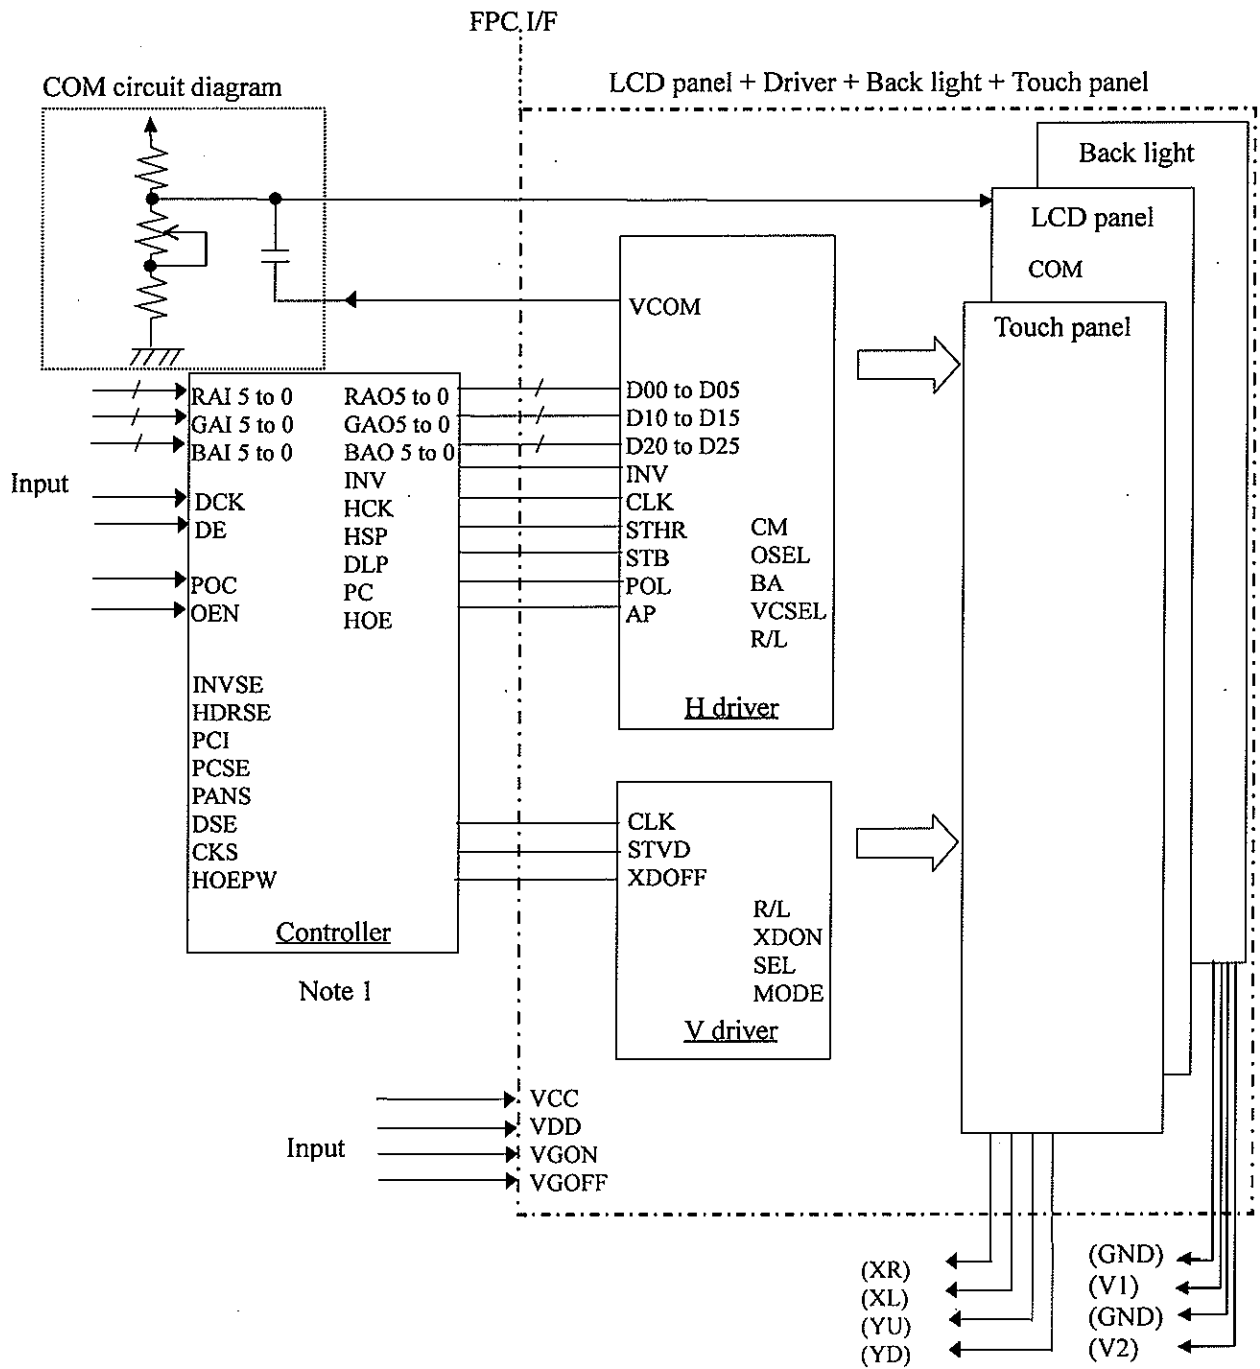 FPC I/F
COM circuit diagram
LCD panel + Driver + Back light + Touch panel
Back light
LCD panel
COM
Touch panel
VCOM
Input
RAI 5 to 0
GAI 5 to 0
BAI 5 to 0
DCK
DE
POC
OEN
INVSE
HDRSE
PCI
PCSE
PANS
DSE
CKS
HOEPW
RAO5 to 0
GAO5 to 0
BAO 5 to 0
INV
HCK
HSP
DLP
PC
HOE
Controller
Note 1
D00 to D05
D10 to D15
D20 to D25
INV
CLK
STHR
STB
POL
AP
CM
OSEL
BA
VCSEL
R/L
H driver
CLK
STVD
XDOFF
R/L
XDON
SEL
MODE
V driver
Input
VCC
VDD
VGON
VGOFF
(XR)
(XL)
(YU)
(YD)
(GND)
(V1)
(GND)
(V2)